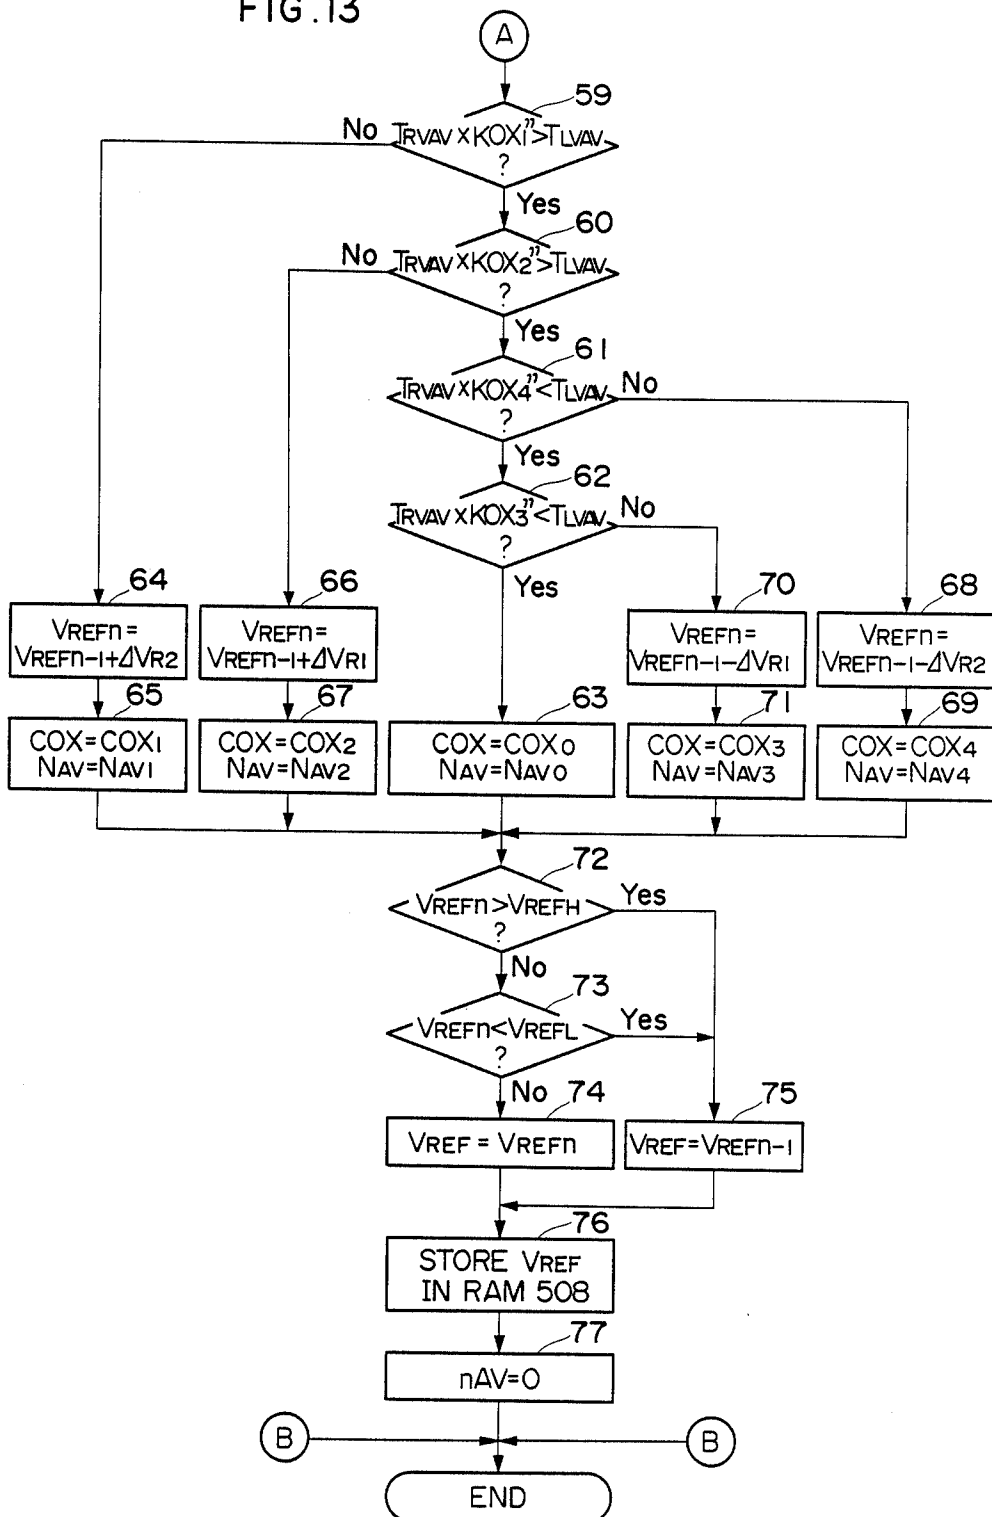 FIG.13
A
59
No
TRVAV×KOX1">TLVAV
?
Yes
60
No
TRVAV×KOX2">TLVAV
?
Yes
61
TRVAV×KOX4"<TLVAV
No
?
Yes
62
TRVAV×KOX3"<TLVAV
No
?
Yes
64
VREFn=
VREFn-1+ΔVR2
66
VREFn=
VREFn-1+ΔVR1
70
VREFn=
VREFn-1-ΔVR1
68
VREFn=
VREFn-1-ΔVR2
65
COX=COX1
NAV=NAV1
67
COX=COX2
NAV=NAV2
63
COX=COX0
NAV=NAV0
71
COX=COX3
NAV=NAV3
69
COX=COX4
NAV=NAV4
72
VREFn>VREFH
Yes
?
No
73
VREFn<VREFL
Yes
?
No
74
VREF=VREFn
75
VREF=VREFn-1
76
STORE VREF
IN RAM 508
77
nAV=0
B
B
END